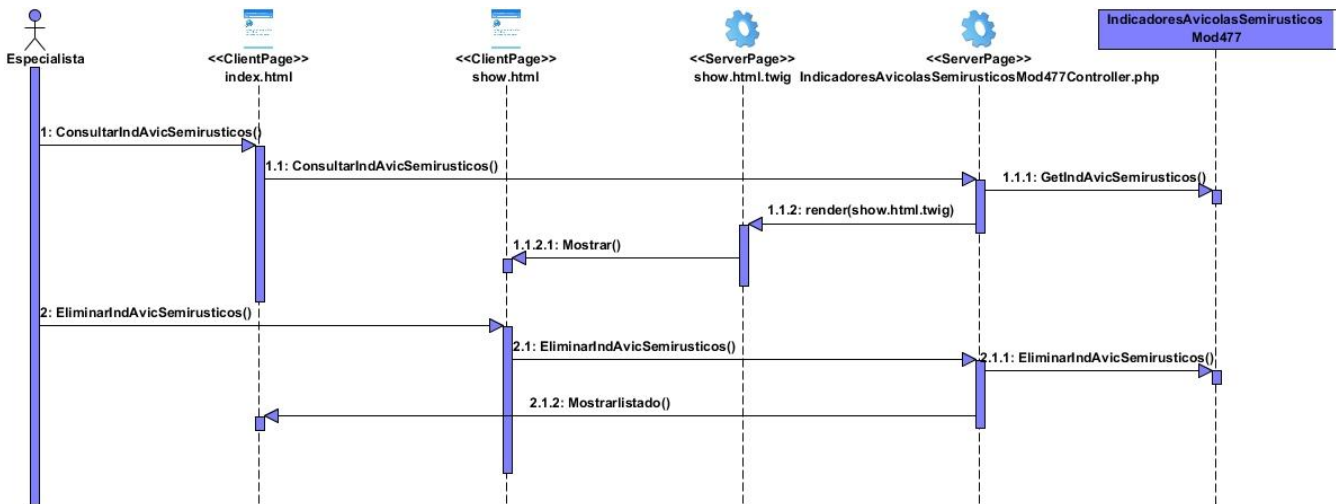 Especialista
<<ClientPage>>
index.html
<<ClientPage>>
show.html
<<ServerPage>>
show.html.twig
<<ServerPage>>
IndicadoresAvicolasSemirusticosMod477Controller.php
IndicadoresAvicolasSemirusticos
Mod477
1: ConsultarIndAvicSemirusticos()
1.1: ConsultarIndAvicSemirusticos()
1.1.1: GetIndAvicSemirusticos()
1.1.2: render(show.html.twig)
1.1.2.1: Mostrar()
2: EliminarIndAvicSemirusticos()
2.1: EliminarIndAvicSemirusticos()
2.1.1: EliminarIndAvicSemirusticos()
2.1.2: Mostrarlistado()